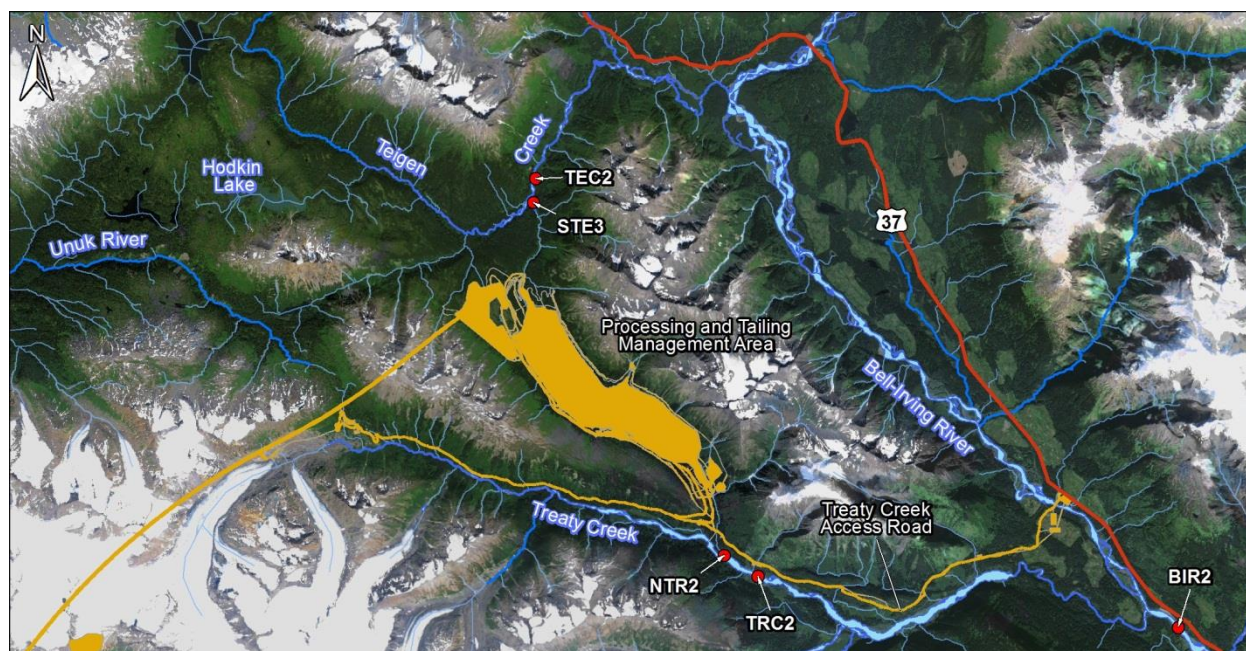 N
Teigen
Creek
Hodkin
Lake
TEC2
STE3
37
Unuk River
Processing and Tailing
Management Area
Bell-Irving River
Treaty Creek
Treaty Creek
Access Road
NTR2
TRC2
BIR2